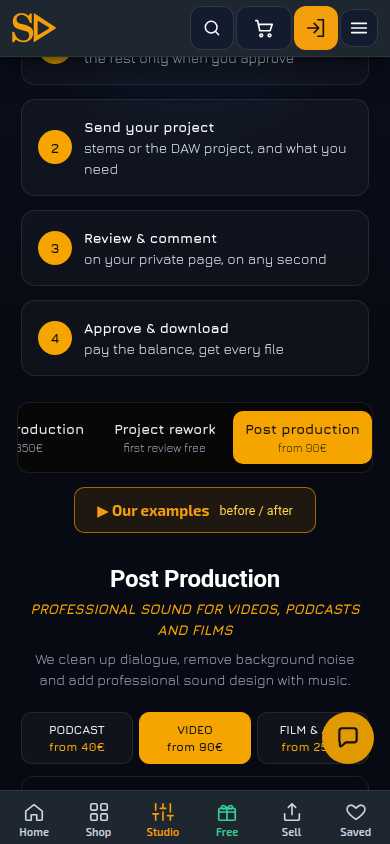 the rest only when you approve
2
Send your project
stems or the DAW project, and what you
need
3
Review & comment
on your private page, on any second
4
Approve & download
pay the balance, get every file
roduction
350€
Project rework
first review free
Post production
from 90€
▶ Our examples before / after
Post Production
PROFESSIONAL SOUND FOR VIDEOS, PODCASTS
AND FILMS
We clean up dialogue, remove background noise
and add professional sound design with music.
PODCAST
from 40€
VIDEO
from 90€
FILM &
from 25
Home
Shop
Studio
Free
Sell
Saved